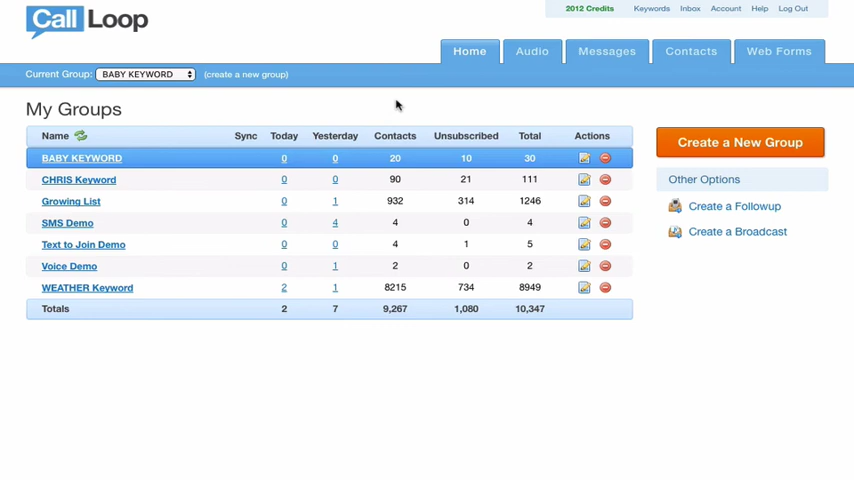 Call Loop
2012 Credits Keywords Inbox Account Help Log Out
Home Audio Messages Contacts Web Forms
Current Group: BABY KEYWORD (create a new group)
My Groups
Name Sync Today Yesterday Contacts Unsubscribed Total Actions
BABY KEYWORD 0 0 20 10 30
CHRIS Keyword 0 0 90 21 111
Growing List 0 1 932 314 1246
SMS Demo 0 4 4 0 4
Text to Join Demo 0 0 4 1 5
Voice Demo 0 1 2 0 2
WEATHER Keyword 2 1 8215 734 8949
Totals 2 7 9,267 1,080 10,347
Create a New Group
Other Options
Create a Followup
Create a Broadcast